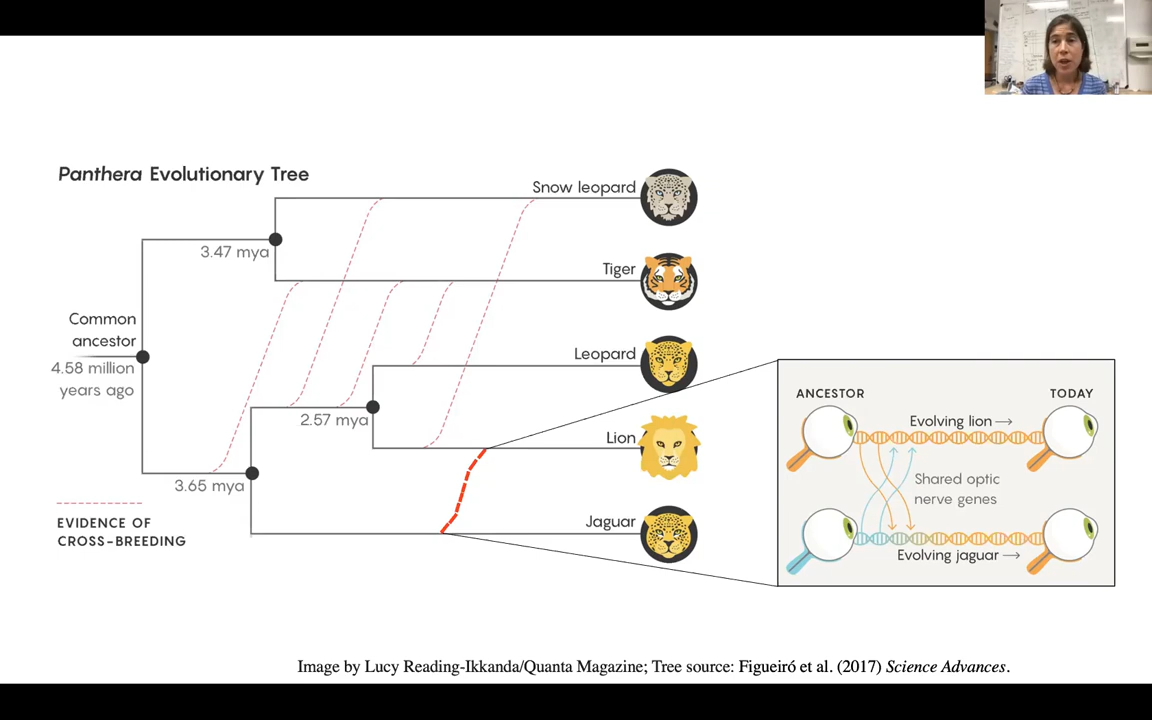 Panthera Evolutionary Tree
Snow leopard
3.47 mya
Tiger
Common
ancestor
4.58 million
years ago
Leopard
2.57 mya
Lion
3.65 mya
Jaguar
EVIDENCE OF
CROSS-BREEDING
ANCESTOR
TODAY
Evolving lion→
Shared optic
nerve genes
Evolving jaguar→
Image by Lucy Reading-Ikkanda/Quanta Magazine; Tree source: Figueiró et al. (2017) Science Advances.